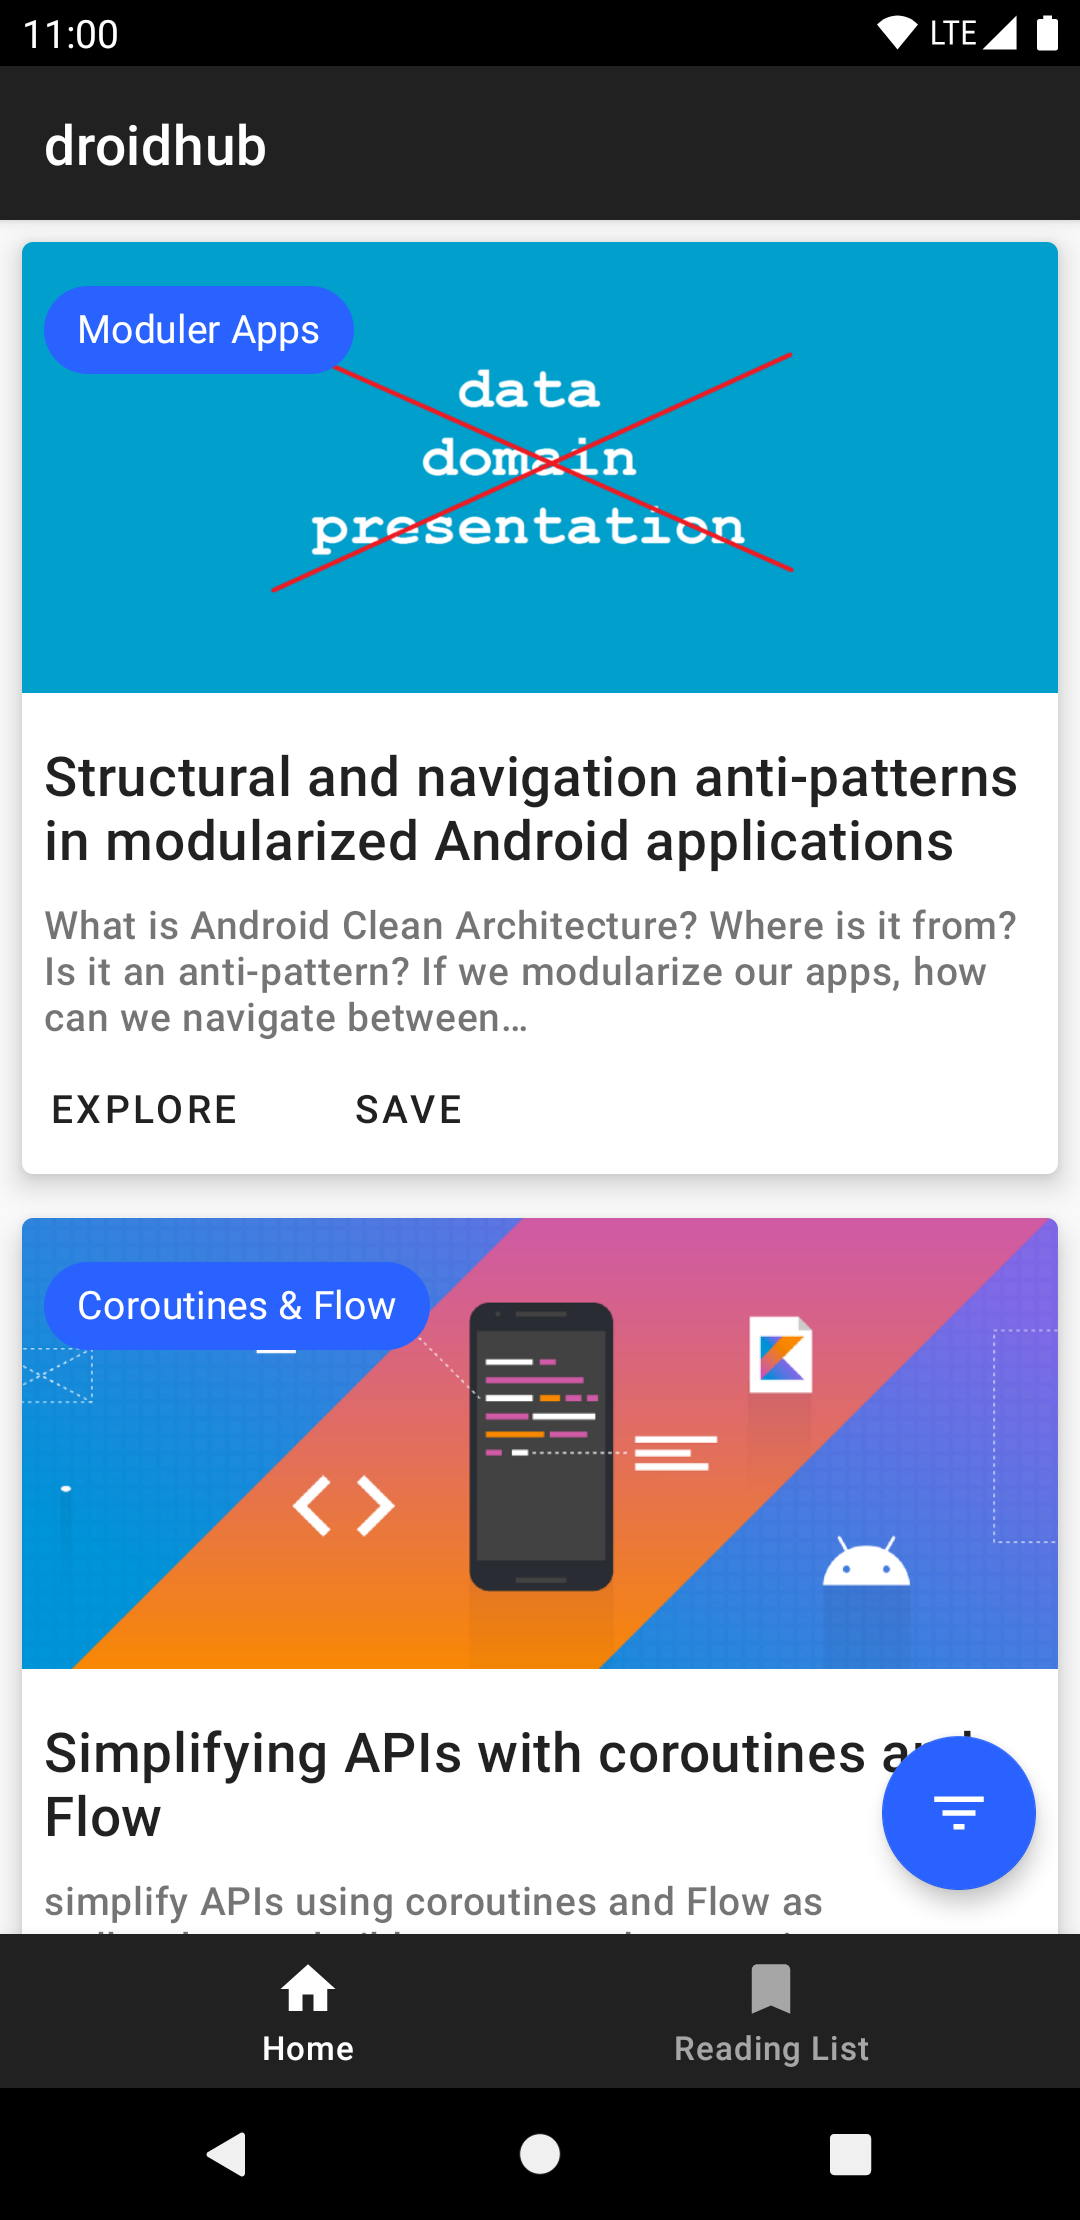 11:00
LTE
droidhub
Moduler Apps
data
domain
presentation
Structural and navigation anti-patterns
in modularized Android applications
What is Android Clean Architecture? Where is it from?
Is it an anti-pattern? If we modularize our apps, how
can we navigate between...
EXPLORE SAVE
Coroutines & Flow
Simplifying APIs with coroutines
Flow
simplify APIs using coroutines and Flow as
Home
Reading List